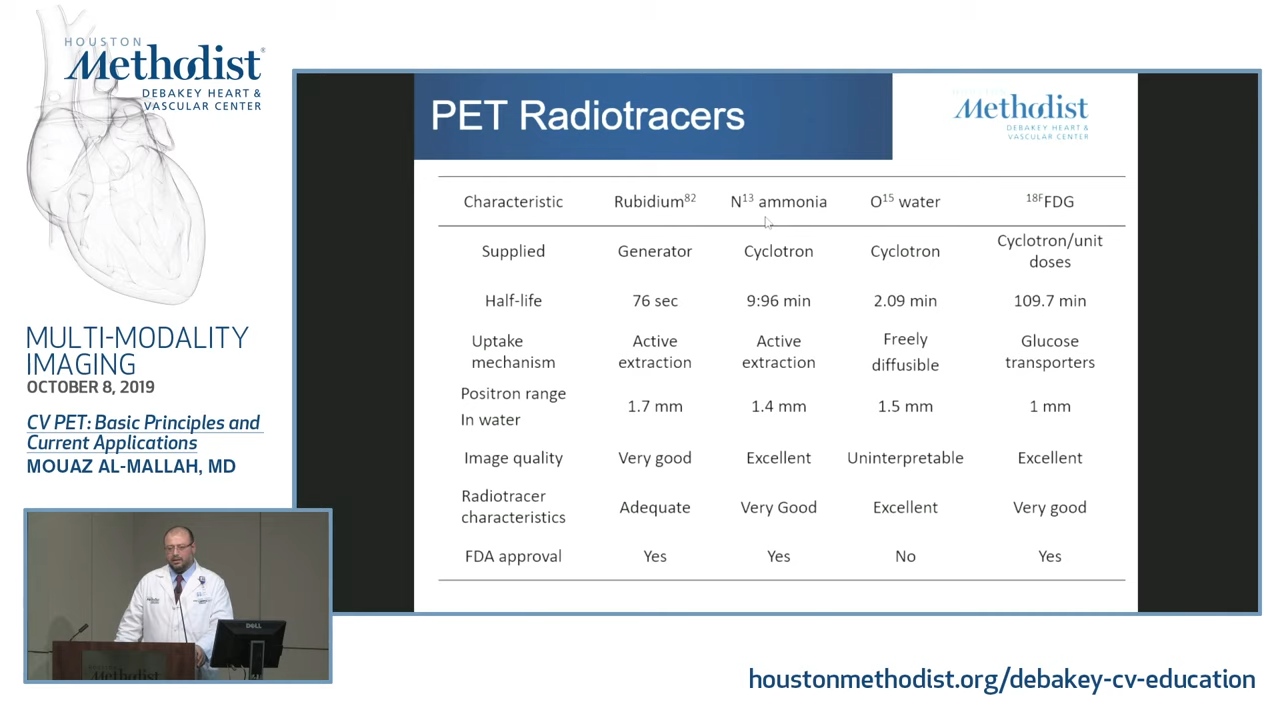 HOUSTON
Methodist®
DEBAKEY HEART &
VASCULAR CENTER
MULTI-MODALITY
IMAGING
OCTOBER 8, 2019
CV PET: Basic Principles and
Current Applications
MOUAZ AL-MALLAH, MD
PET Radiotracers
HOUSTON
Methodist
DEBAKEY HEART &
VASCULAR CENTER
Characteristic Rubidium⁸² N¹³ ammonia O¹⁵ water ¹⁸ᶠFDG
Supplied Generator Cyclotron Cyclotron Cyclotron/unit doses
Half-life 76 sec 9:96 min 2.09 min 109.7 min
Uptake mechanism Active extraction Active extraction Freely diffusible Glucose transporters
Positron range In water 1.7 mm 1.4 mm 1.5 mm 1 mm
Image quality Very good Excellent Uninterpretable Excellent
Radiotracer characteristics Adequate Very Good Excellent Very good
FDA approval Yes Yes No Yes
DELL
Methodist
houstonmethodist.org/debakey-cv-education